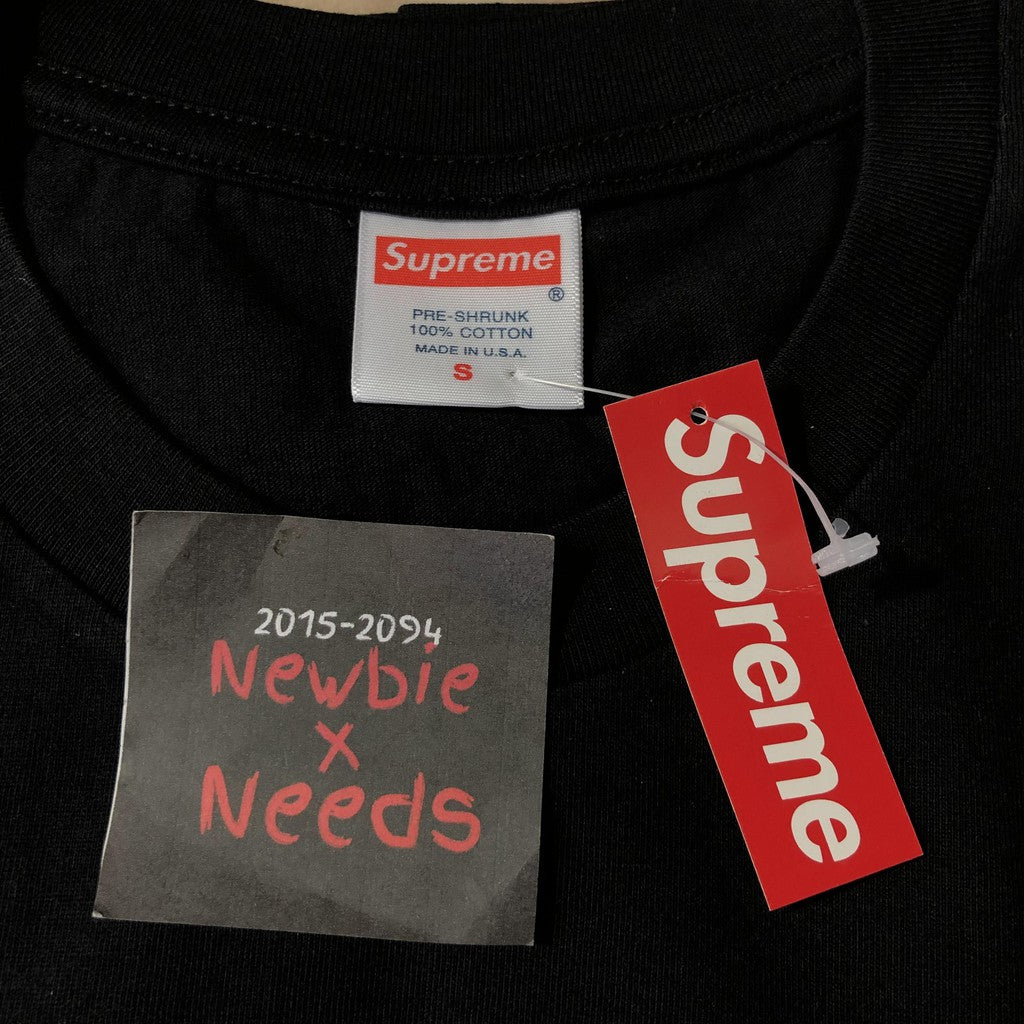 Supreme
®
PRE-SHRUNK
100% COTTON
MADE IN U.S.A.
S
Supreme
2015-2094
Newbie
x
Needs